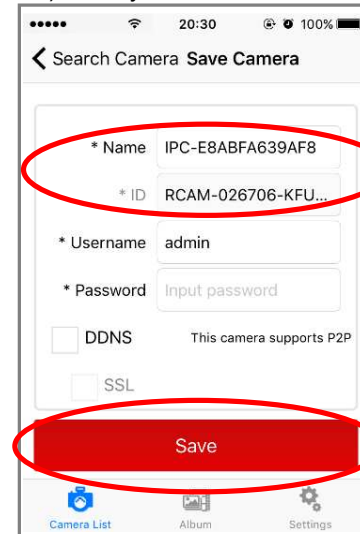 20:30 100%
Search Camera Save Camera
* Name IPC-E8ABFA639AF8
* ID RCAM-026706-KFU...
* Username admin
* Password Input password
DDNS This camera supports P2P
SSL
Save
Camera List Album Settings